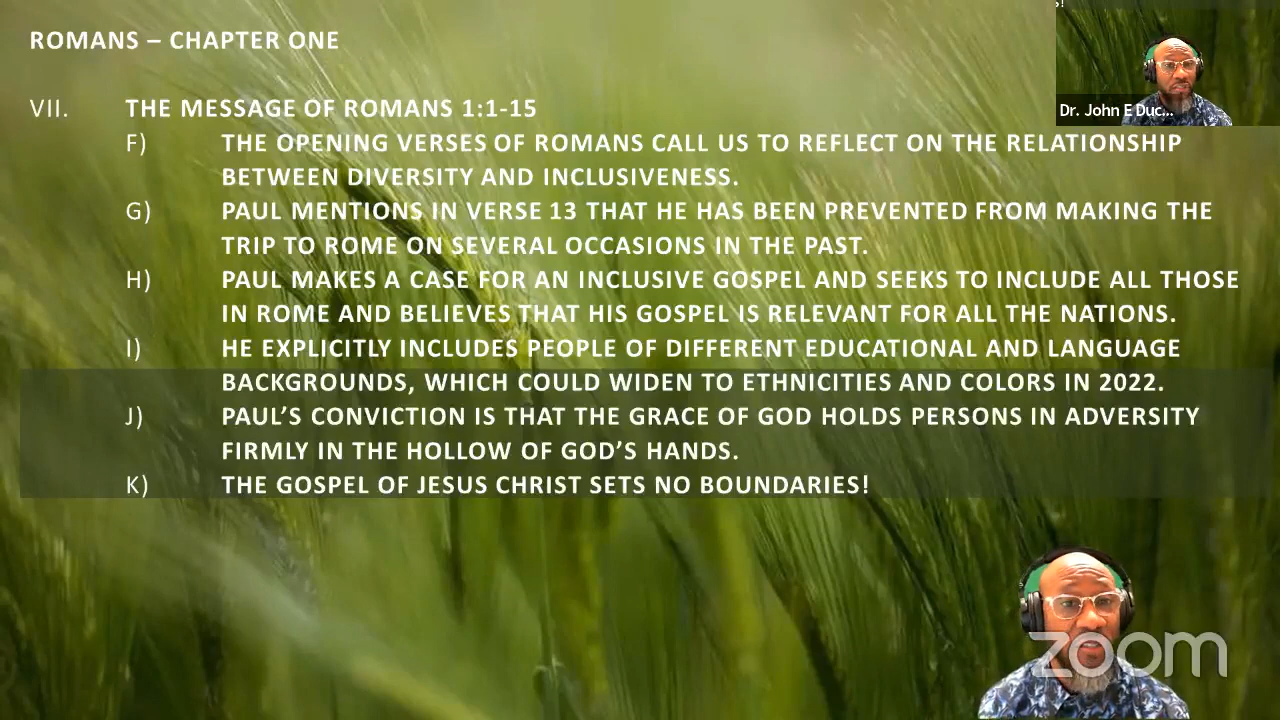 ROMANS – CHAPTER ONE
VII. THE MESSAGE OF ROMANS 1:1-15
F) THE OPENING VERSES OF ROMANS CALL US TO REFLECT ON THE RELATIONSHIP
BETWEEN DIVERSITY AND INCLUSIVENESS.
G) PAUL MENTIONS IN VERSE 13 THAT HE HAS BEEN PREVENTED FROM MAKING THE
TRIP TO ROME ON SEVERAL OCCASIONS IN THE PAST.
H) PAUL MAKES A CASE FOR AN INCLUSIVE GOSPEL AND SEEKS TO INCLUDE ALL THOSE
IN ROME AND BELIEVES THAT HIS GOSPEL IS RELEVANT FOR ALL THE NATIONS.
I) HE EXPLICITLY INCLUDES PEOPLE OF DIFFERENT EDUCATIONAL AND LANGUAGE
BACKGROUNDS, WHICH COULD WIDEN TO ETHNICITIES AND COLORS IN 2022.
J) PAUL’S CONVICTION IS THAT THE GRACE OF GOD HOLDS PERSONS IN ADVERSITY
FIRMLY IN THE HOLLOW OF GOD’S HANDS.
K) THE GOSPEL OF JESUS CHRIST SETS NO BOUNDARIES!
Dr. John E Duc...
zoom